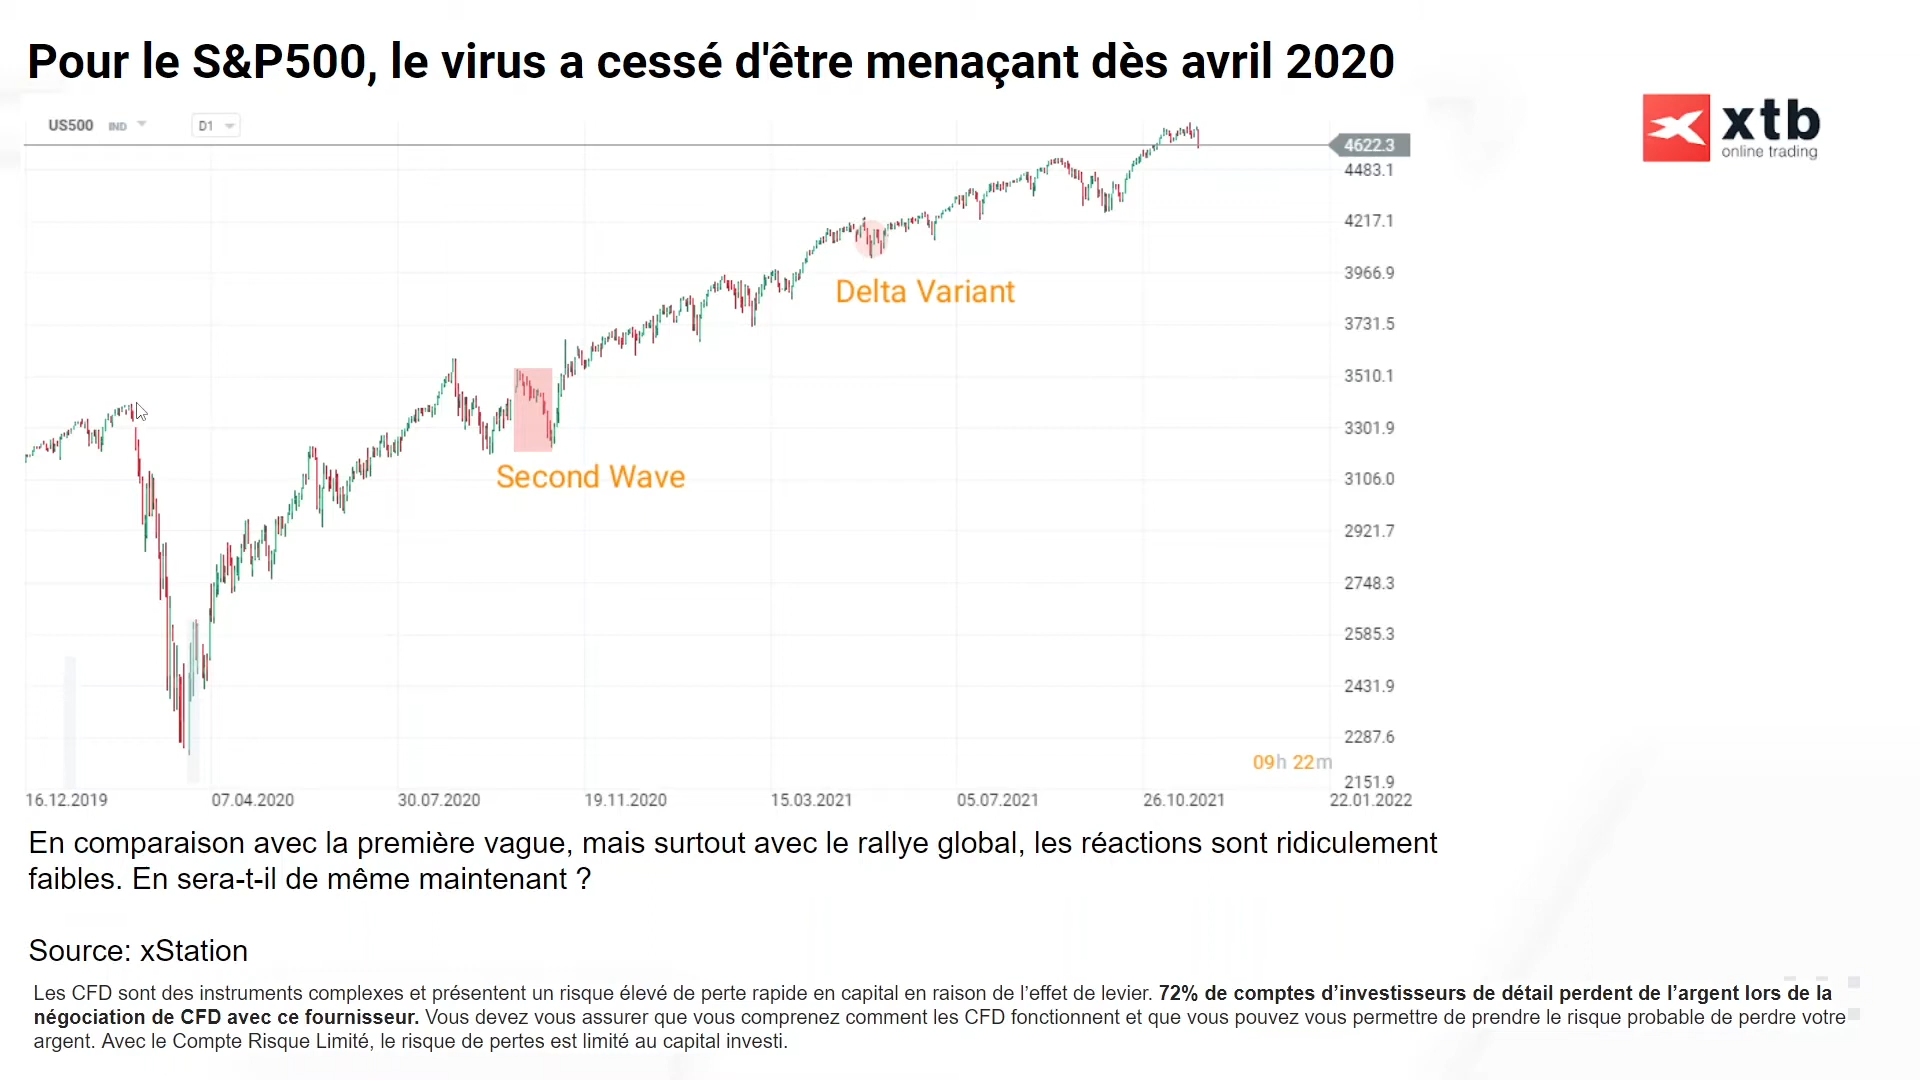 Pour le S&P500, le virus a cessé d'être menaçant dès avril 2020
xtb
online trading
US500 IND D1
4622.3
4483.1
4217.1
3966.9
Delta Variant
3731.5
3510.1
3301.9
Second Wave
3106.0
2921.7
2748.3
2585.3
2431.9
2287.6
09h 22m
2151.9
16.12.2019 07.04.2020 30.07.2020 19.11.2020 15.03.2021 05.07.2021 26.10.2021 22.01.2022
En comparaison avec la première vague, mais surtout avec le rallye global, les réactions sont ridiculement
faibles. En sera-t-il de même maintenant ?
Source: xStation
Les CFD sont des instruments complexes et présentent un risque élevé de perte rapide en capital en raison de l’effet de levier. 72% de comptes d’investisseurs de détail perdent de l’argent lors de la
négociation de CFD avec ce fournisseur. Vous devez vous assurer que vous comprenez comment les CFD fonctionnent et que vous pouvez vous permettre de prendre le risque probable de perdre votre
argent. Avec le Compte Risque Limité, le risque de pertes est limité au capital investi.